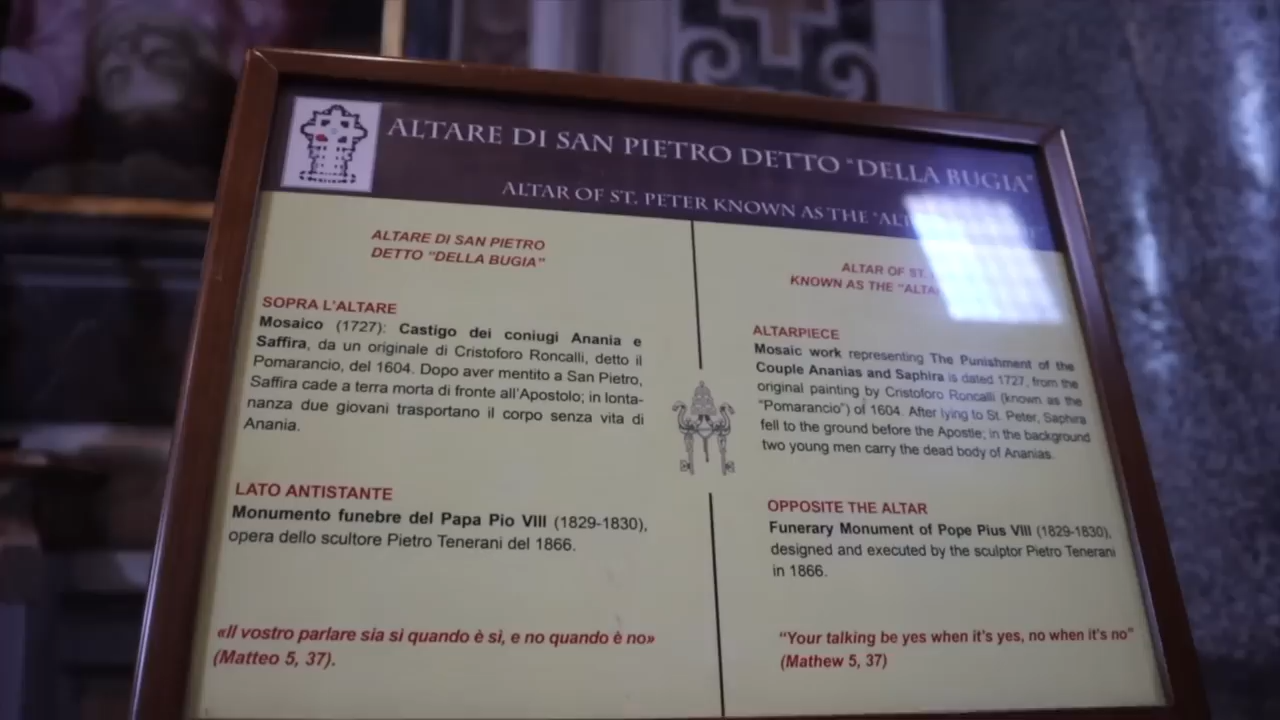 ALTARE DI SAN PIETRO DETTO "DELLA BUGIA"
ALTAR OF ST. PETER KNOWN AS THE
ALTARE DI SAN PIETRO
DETTO "DELLA BUGIA"
SOPRA L'ALTARE
Mosaico (1727): Castigo dei coniugi Anania e
Saffira, da un originale di Cristoforo Roncalli, detto il
Pomarancio, del 1604. Dopo aver mentito a San Pietro,
Saffira cade a terra morta di fronte all'Apostolo; in lonta-
nanza due giovani trasportano il corpo senza vita di
Anania.
LATO ANTISTANTE
Monumento funebre del Papa Pio VIII (1829-1830),
opera dello scultore Pietro Tenerani del 1866.
«Il vostro parlare sia sì quando è sì, e no quando è no»
(Matteo 5, 37).
ALTAR OF ST.
KNOWN AS THE
ALTARPIECE
Mosaic work representing The Punishment of the
Couple Ananias and Saphira is dated 1727, from the
original painting by Cristoforo Roncalli (known as the
"Pomarancio") of 1604. After lying to St. Peter, Saphira
fell to the ground before the Apostle; in the background
two young men carry the dead body of Ananias.
OPPOSITE THE ALTAR
Funerary Monument of Pope Pius VIII (1829-1830),
designed and executed by the sculptor Pietro Tenerani
in 1866.
"Your talking be yes when it's yes, no when it's no"
(Mathew 5, 37)